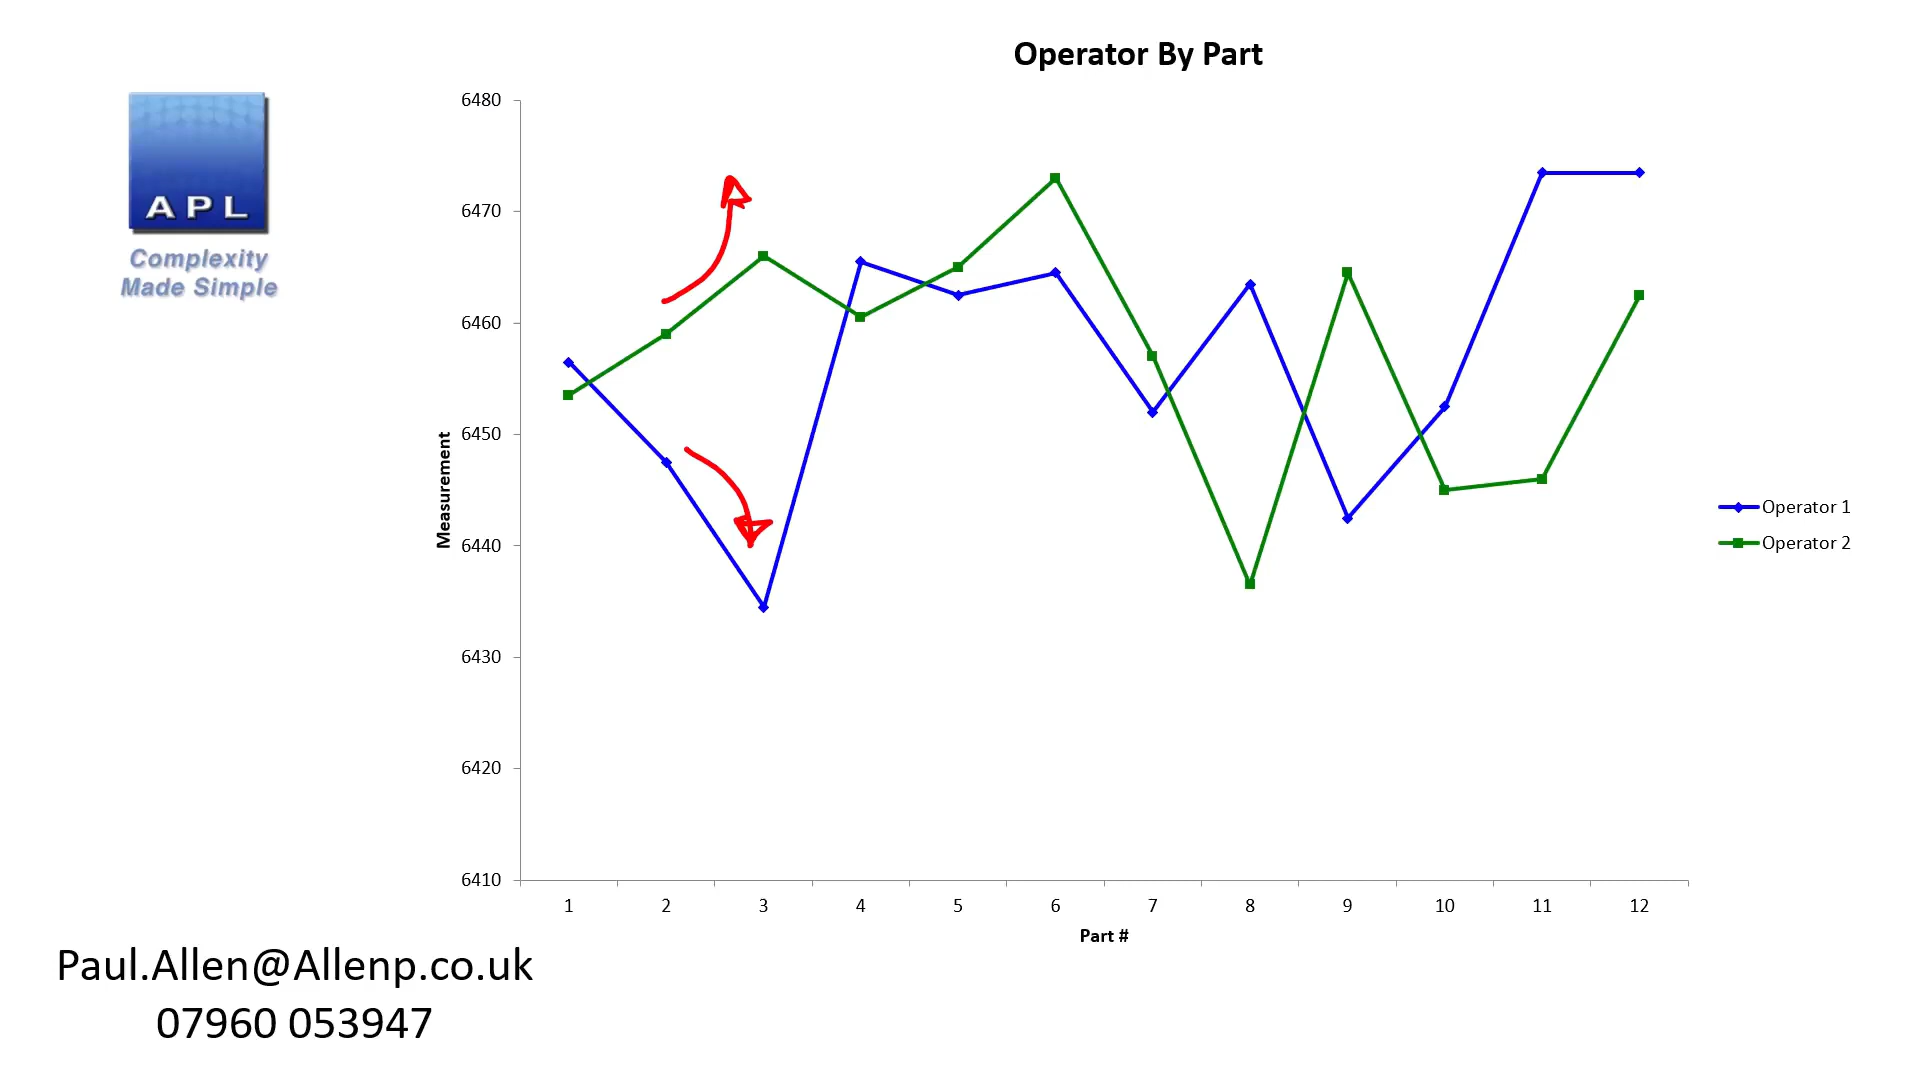 Operator By Part
APL
Complexity
Made Simple
6480
6470
6460
6450
6440
6430
6420
6410
Measurement
1 2 3 4 5 6 7 8 9 10 11 12
Part #
Operator 1
Operator 2
Paul.Allen@Allenp.co.uk
07960 053947